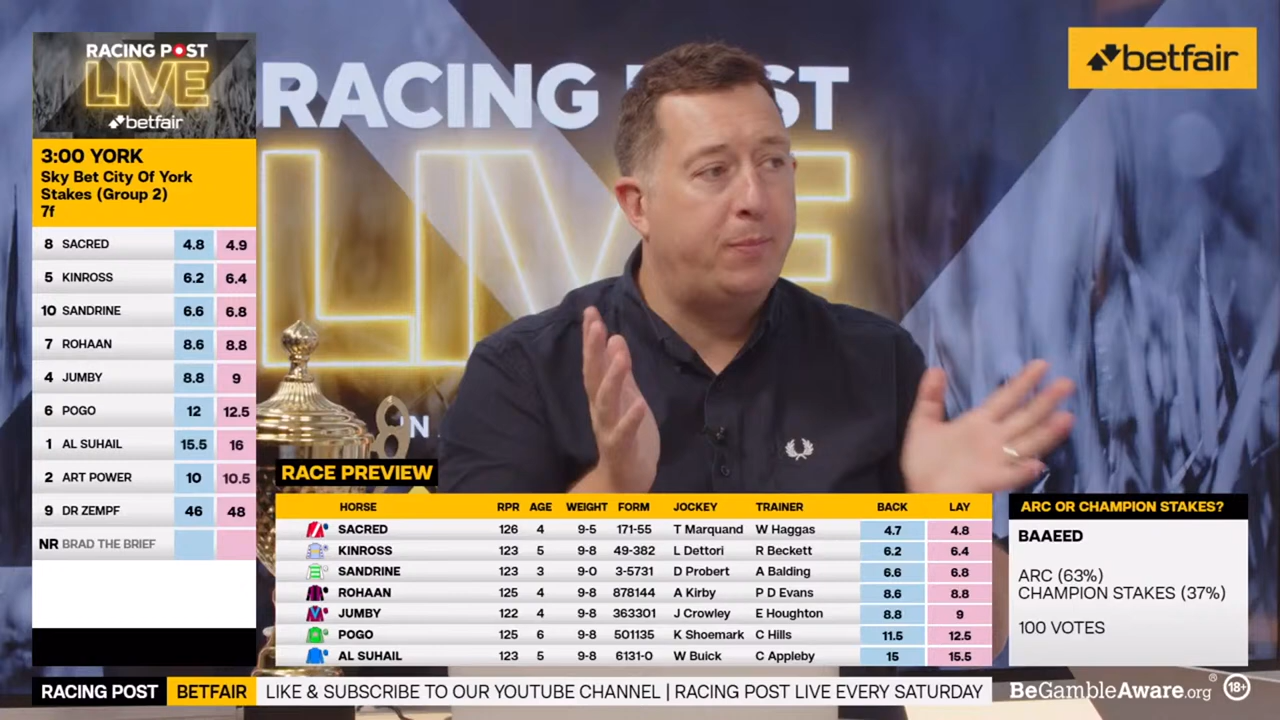 RACING POST
LIVE
betfair
3:00 YORK
Sky Bet City Of York
Stakes (Group 2)
7f
8 SACRED 4.8 4.9
5 KINROSS 6.2 6.4
10 SANDRINE 6.6 6.8
7 ROHAAN 8.6 8.8
4 JUMBY 8.8 9
6 POGO 12 12.5
1 AL SUHAIL 15.5 16
2 ART POWER 10 10.5
9 DR ZEMPF 46 48
NR BRAD THE BRIEF
RACING ST
LIVE
IN
betfair
RACE PREVIEW
HORSE RPR AGE WEIGHT FORM JOCKEY TRAINER BACK LAY
SACRED 126 4 9-5 171-55 T Marquand W Haggas 4.7 4.8
KINROSS 123 5 9-8 49-382 L Dettori R Beckett 6.2 6.4
SANDRINE 123 3 9-0 3-5731 D Probert A Balding 6.6 6.8
ROHAAN 125 4 9-8 878144 A Kirby P D Evans 8.6 8.8
JUMBY 122 4 9-8 363301 J Crowley E Houghton 8.8 9
POGO 125 6 9-8 501135 K Shoemark C Hills 11.5 12.5
AL SUHAIL 123 5 9-8 6131-0 W Buick C Appleby 15 15.5
ARC OR CHAMPION STAKES?
BAAEED
ARC (63%)
CHAMPION STAKES (37%)
100 VOTES
RACING POST BETFAIR LIKE & SUBSCRIBE TO OUR YOUTUBE CHANNEL | RACING POST LIVE EVERY SATURDAY
BeGambleAware.org® 18+